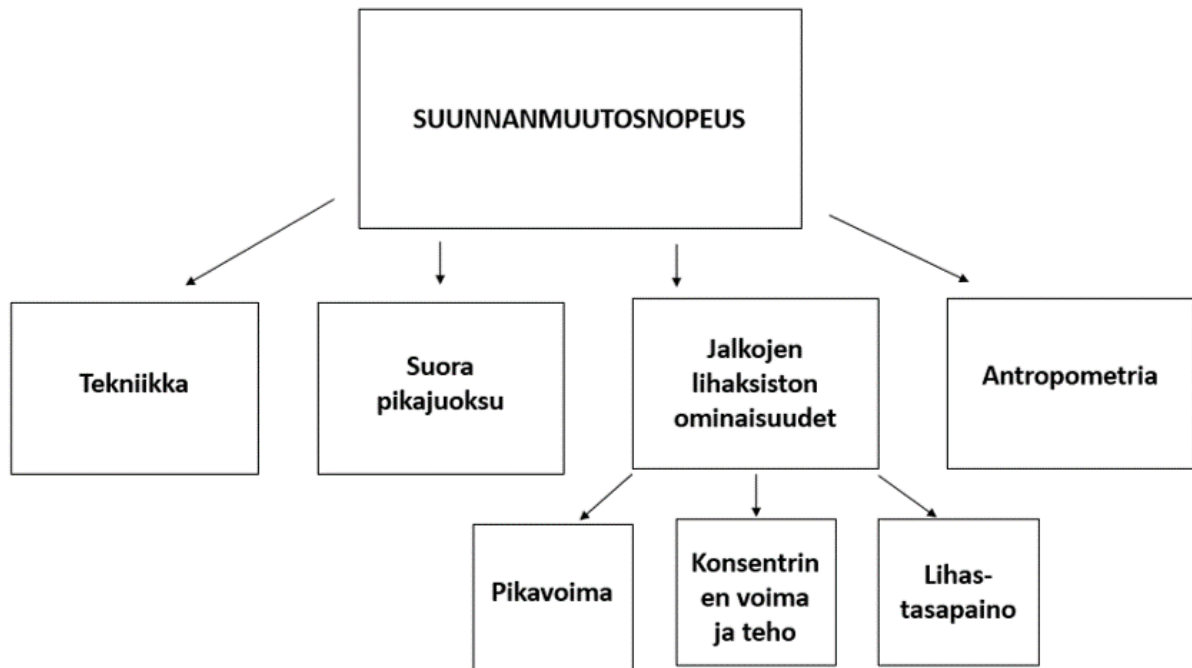 SUUNNANMUUTOSNOPEUS
Tekniikka
Suora
pikajuoksu
Jalkojen
lihaksiston
ominaisuudet
Antropometria
Pikavoima
Konsentrin
en voima
ja teho
Lihas-
tasapaino